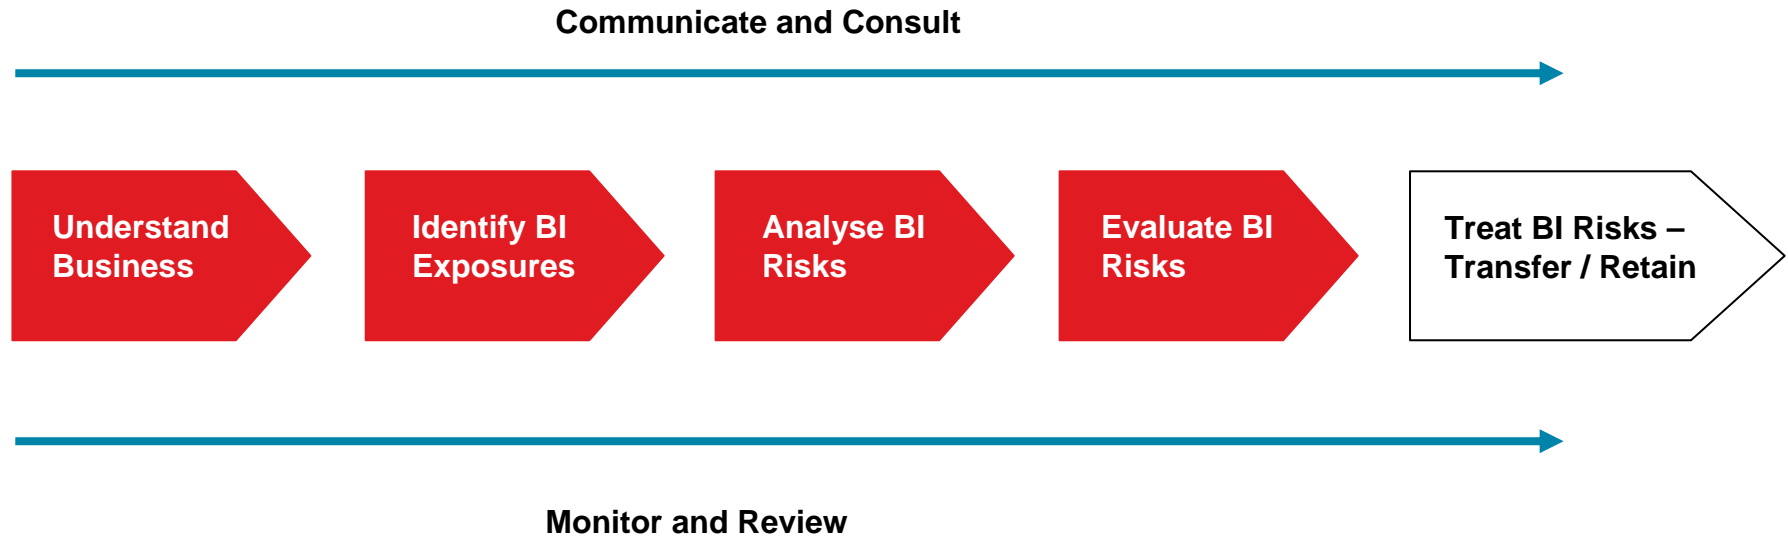 Communicate and Consult
Understand
Business
Identify BI
Exposures
Analyse BI
Risks
Evaluate BI
Risks
Treat BI Risks –
Transfer / Retain
Monitor and Review